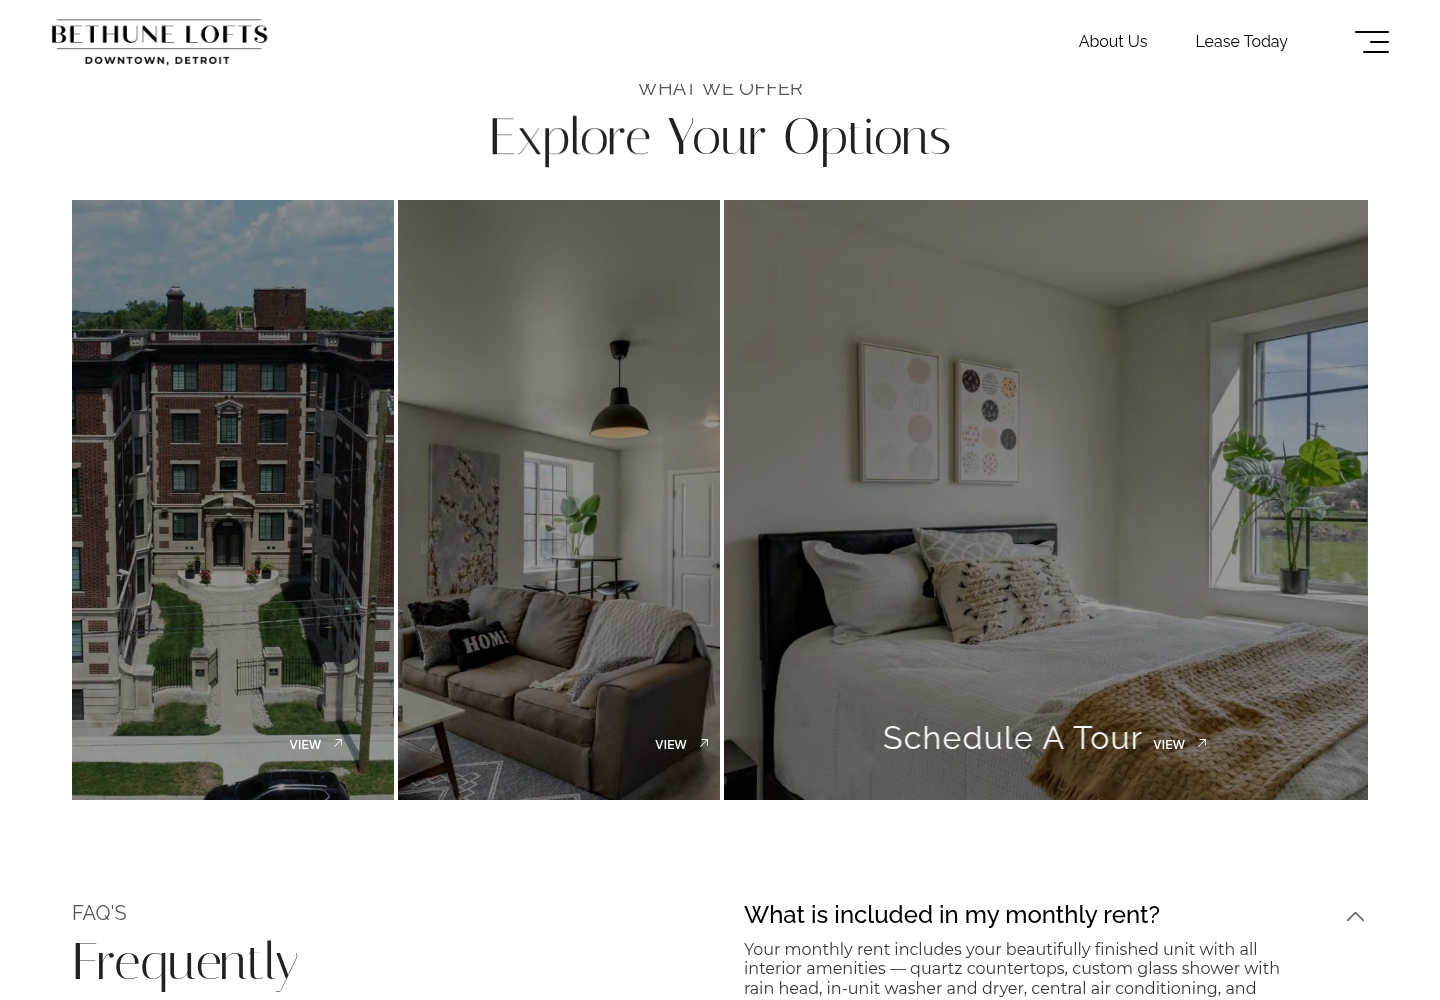 BETHUNE LOFTS
DOWNTOWN, DETROIT
About Us
Lease Today
WHAT WE OFFER
Explore Your Options
HOME
VIEW
VIEW
Schedule A Tour VIEW
FAQ'S
Frequently
What is included in my monthly rent?
Your monthly rent includes your beautifully finished unit with all
interior amenities — quartz countertops, custom glass shower with
rain head, in-unit washer and dryer, central air conditioning, and